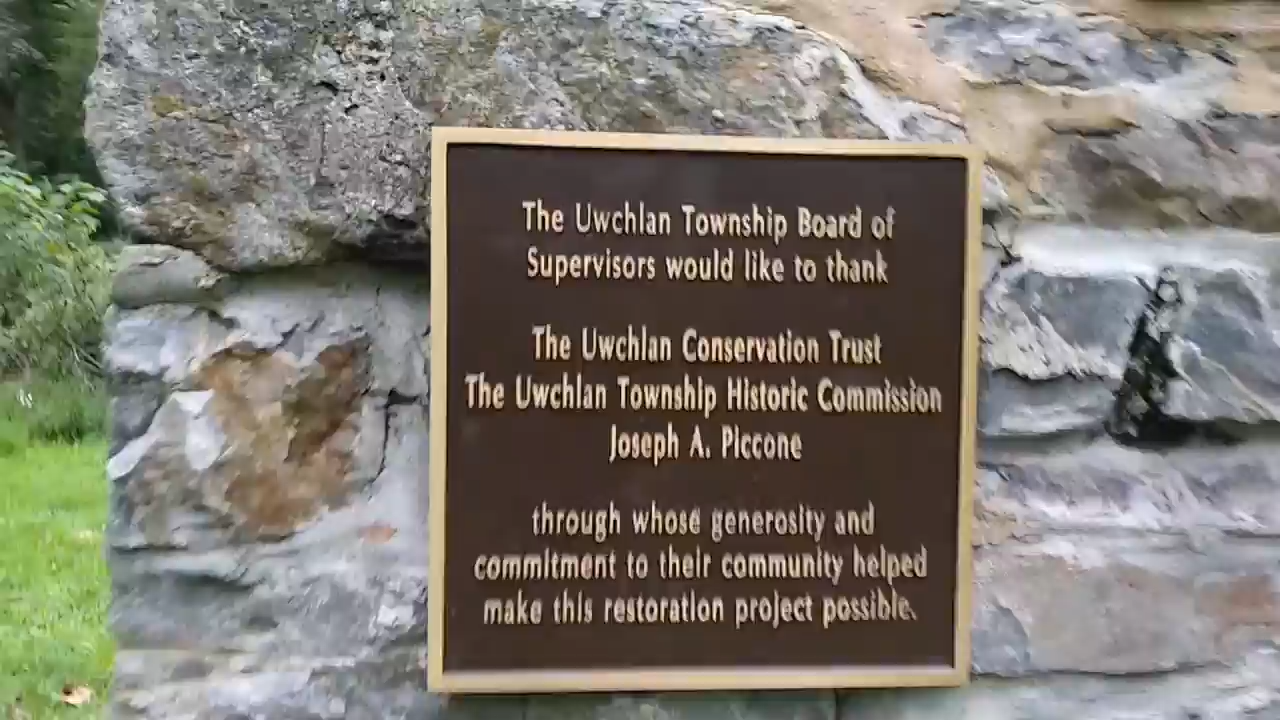 The Uwchlan Township Board of
Supervisors would like to thank
The Uwchlan Conservation Trust
The Uwchlan Township Historic Commission
Joseph A. Piccone
through whose generosity and
commitment to their community helped
make this restoration project possible.